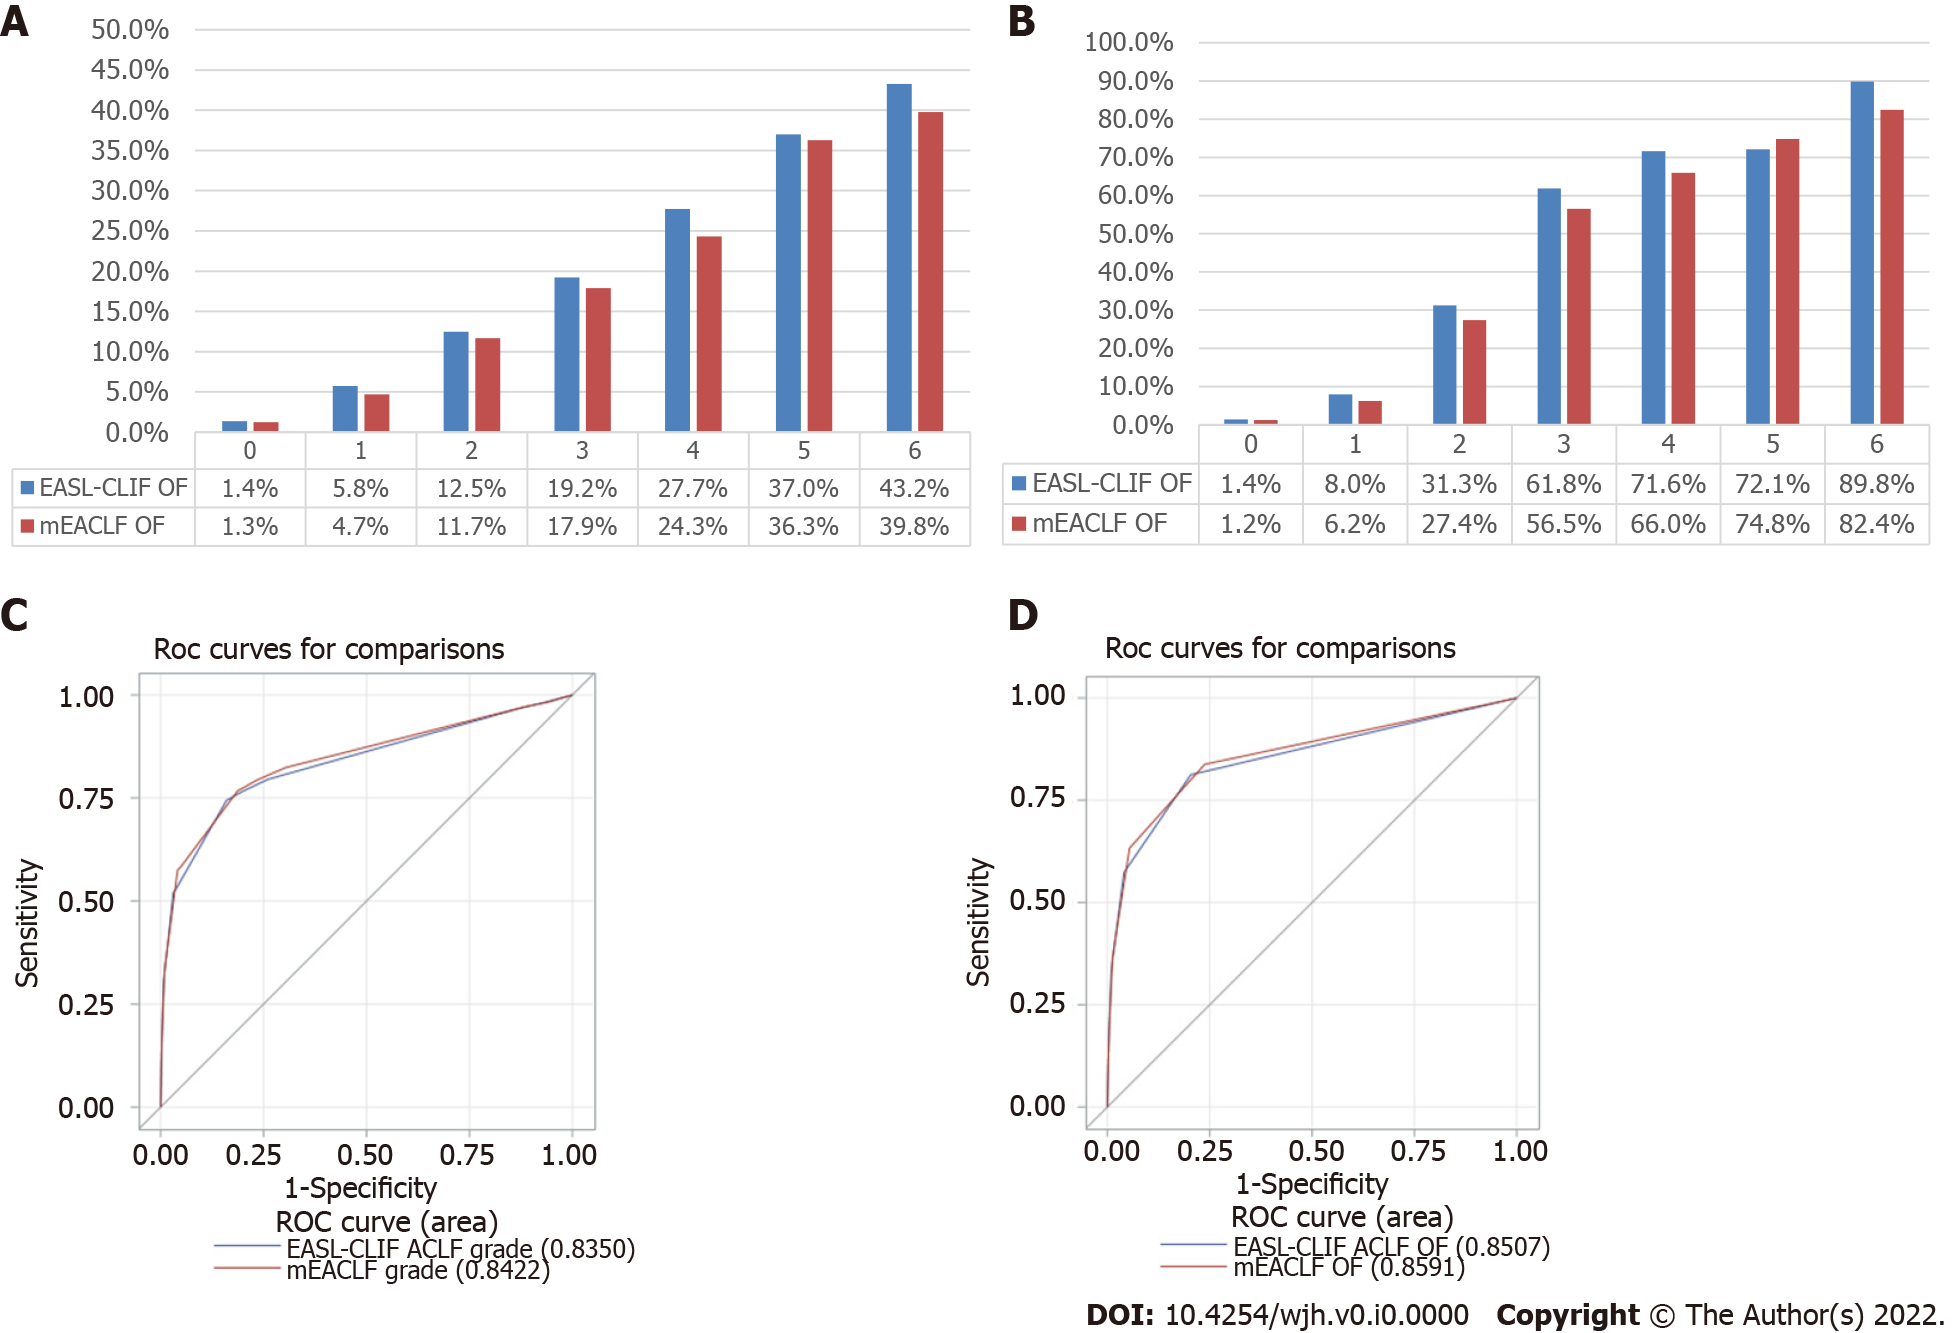 A
50.0%
45.0%
40.0%
35.0%
30.0%
25.0%
20.0%
15.0%
10.0%
5.0%
0.0%
0 1 2 3 4 5 6
EASL-CLIF OF 1.4% 5.8% 12.5% 19.2% 27.7% 37.0% 43.2%
mEACLF OF 1.3% 4.7% 11.7% 17.9% 24.3% 36.3% 39.8%
B
100.0%
90.0%
80.0%
70.0%
60.0%
50.0%
40.0%
30.0%
20.0%
10.0%
0.0%
0 1 2 3 4 5 6
EASL-CLIF OF 1.4% 8.0% 31.3% 61.8% 71.6% 72.1% 89.8%
mEACLF OF 1.2% 6.2% 27.4% 56.5% 66.0% 74.8% 82.4%
C
Roc curves for comparisons
Sensitivity
1.00
0.75
0.50
0.25
0.00
0.00 0.25 0.50 0.75 1.00
1-Specificity
ROC curve (area)
EASL-CLIF ACLF grade (0.8350)
mEACLF grade (0.8422)
D
Roc curves for comparisons
Sensitivity
1.00
0.75
0.50
0.25
0.00
0.00 0.25 0.50 0.75 1.00
1-Specificity
ROC curve (area)
EASL-CLIF ACLF OF (0.8507)
mEACLF OF (0.8591)
DOI: 10.4254/wjh.v0.i0.0000 Copyright © The Author(s) 2022.